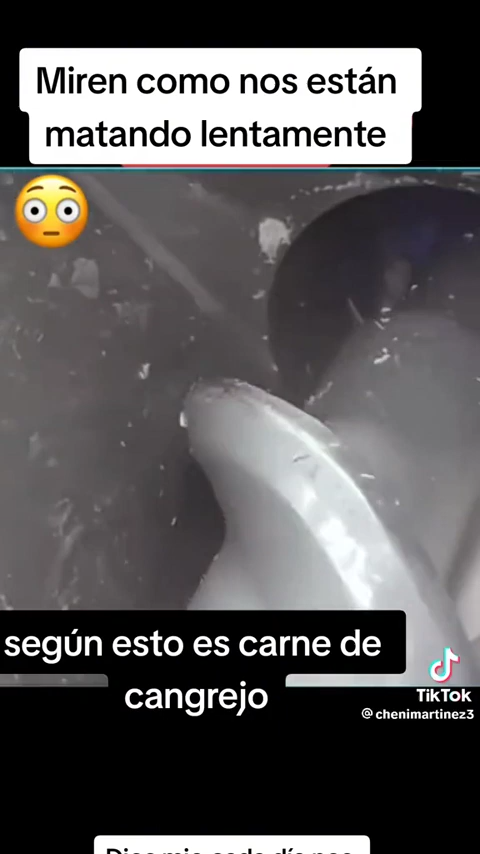 Miren como nos están
matando lentamente
según esto es carne de
cangrejo
TikTok
@chenimartinez3